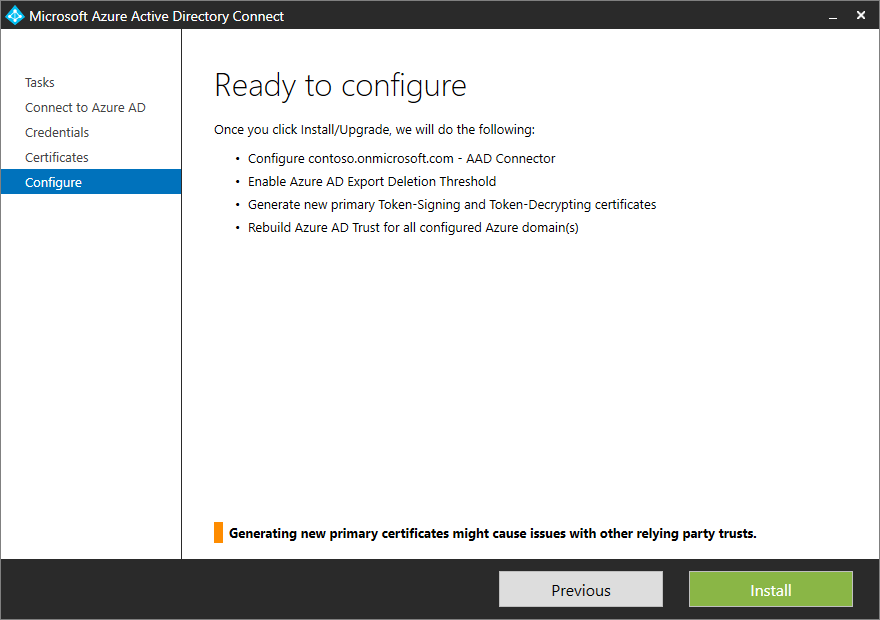 Microsoft Azure Active Directory Connect
Tasks
Connect to Azure AD
Credentials
Certificates
Configure
Ready to configure
Once you click Install/Upgrade, we will do the following:
• Configure contoso.onmicrosoft.com - AAD Connector
• Enable Azure AD Export Deletion Threshold
• Generate new primary Token-Signing and Token-Decrypting certificates
• Rebuild Azure AD Trust for all configured Azure domain(s)
Generating new primary certificates might cause issues with other relying party trusts.
Previous
Install